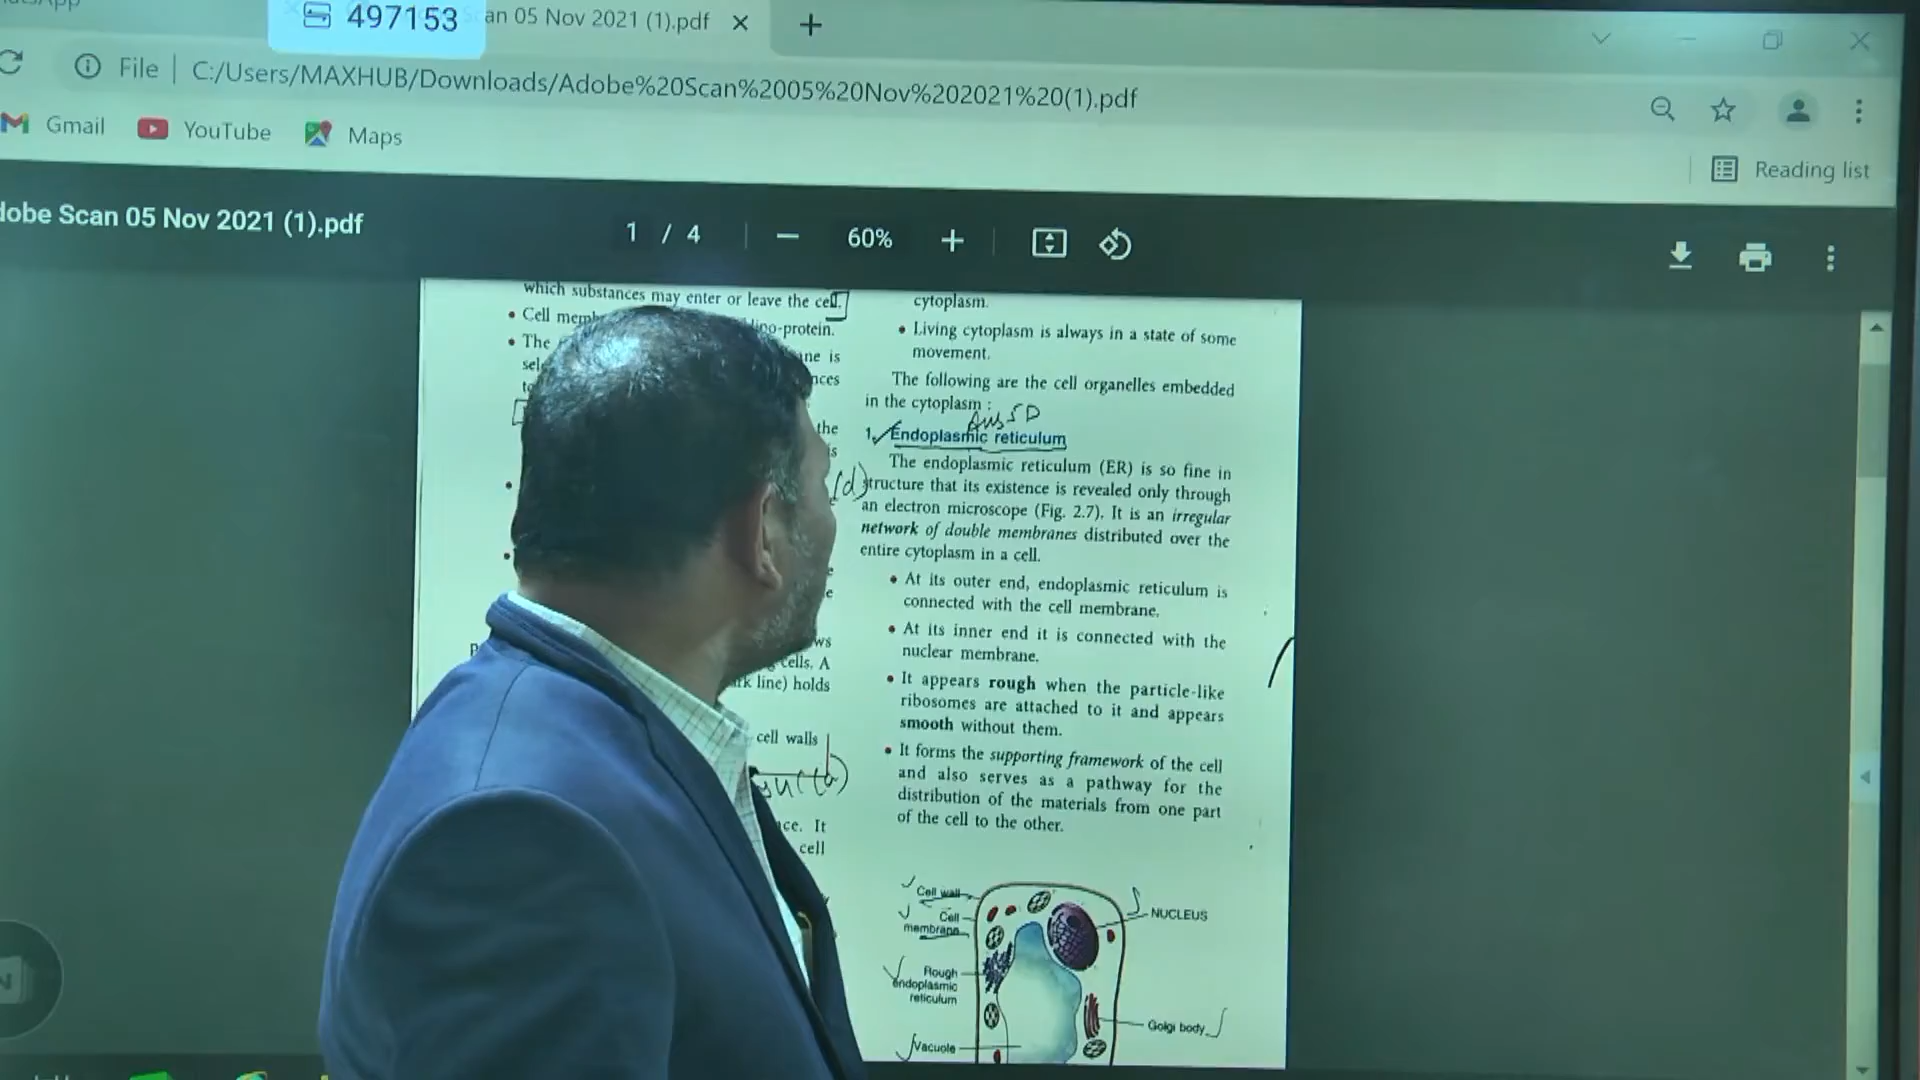 497153
an 05 Nov 2021 (1).pdf
File
C:/Users/MAXHUB/Downloads/Adobe%20Scan%2005%20Nov%202021%20(1).pdf
Gmail
YouTube
Maps
Reading list
dobe Scan 05 Nov 2021 (1).pdf
1 / 4
60%
which substances may enter or leave the cell.
• Cell
-protein.
• The
is
the
cells. A
line) holds
cell walls
It
cell
cytoplasm.
• Living cytoplasm is always in a state of some
movement.
The following are the cell organelles embedded
in the cytoplasm :
Ans 5 D
1. Endoplasmic reticulum
The endoplasmic reticulum (ER) is so fine in
(d) structure that its existence is revealed only through
an electron microscope (Fig. 2.7). It is an irregular
network of double membranes distributed over the
entire cytoplasm in a cell.
• At its outer end, endoplasmic reticulum is
connected with the cell membrane.
• At its inner end it is connected with the
nuclear membrane.
• It appears rough when the particle-like
ribosomes are attached to it and appears
smooth without them.
• It forms the supporting framework of the cell
and also serves as a pathway for the
distribution of the materials from one part
of the cell to the other.
Cell wall
Cell
membrane
NUCLEUS
Rough
endoplasmic
reticulum
Golgi body
Vacuole